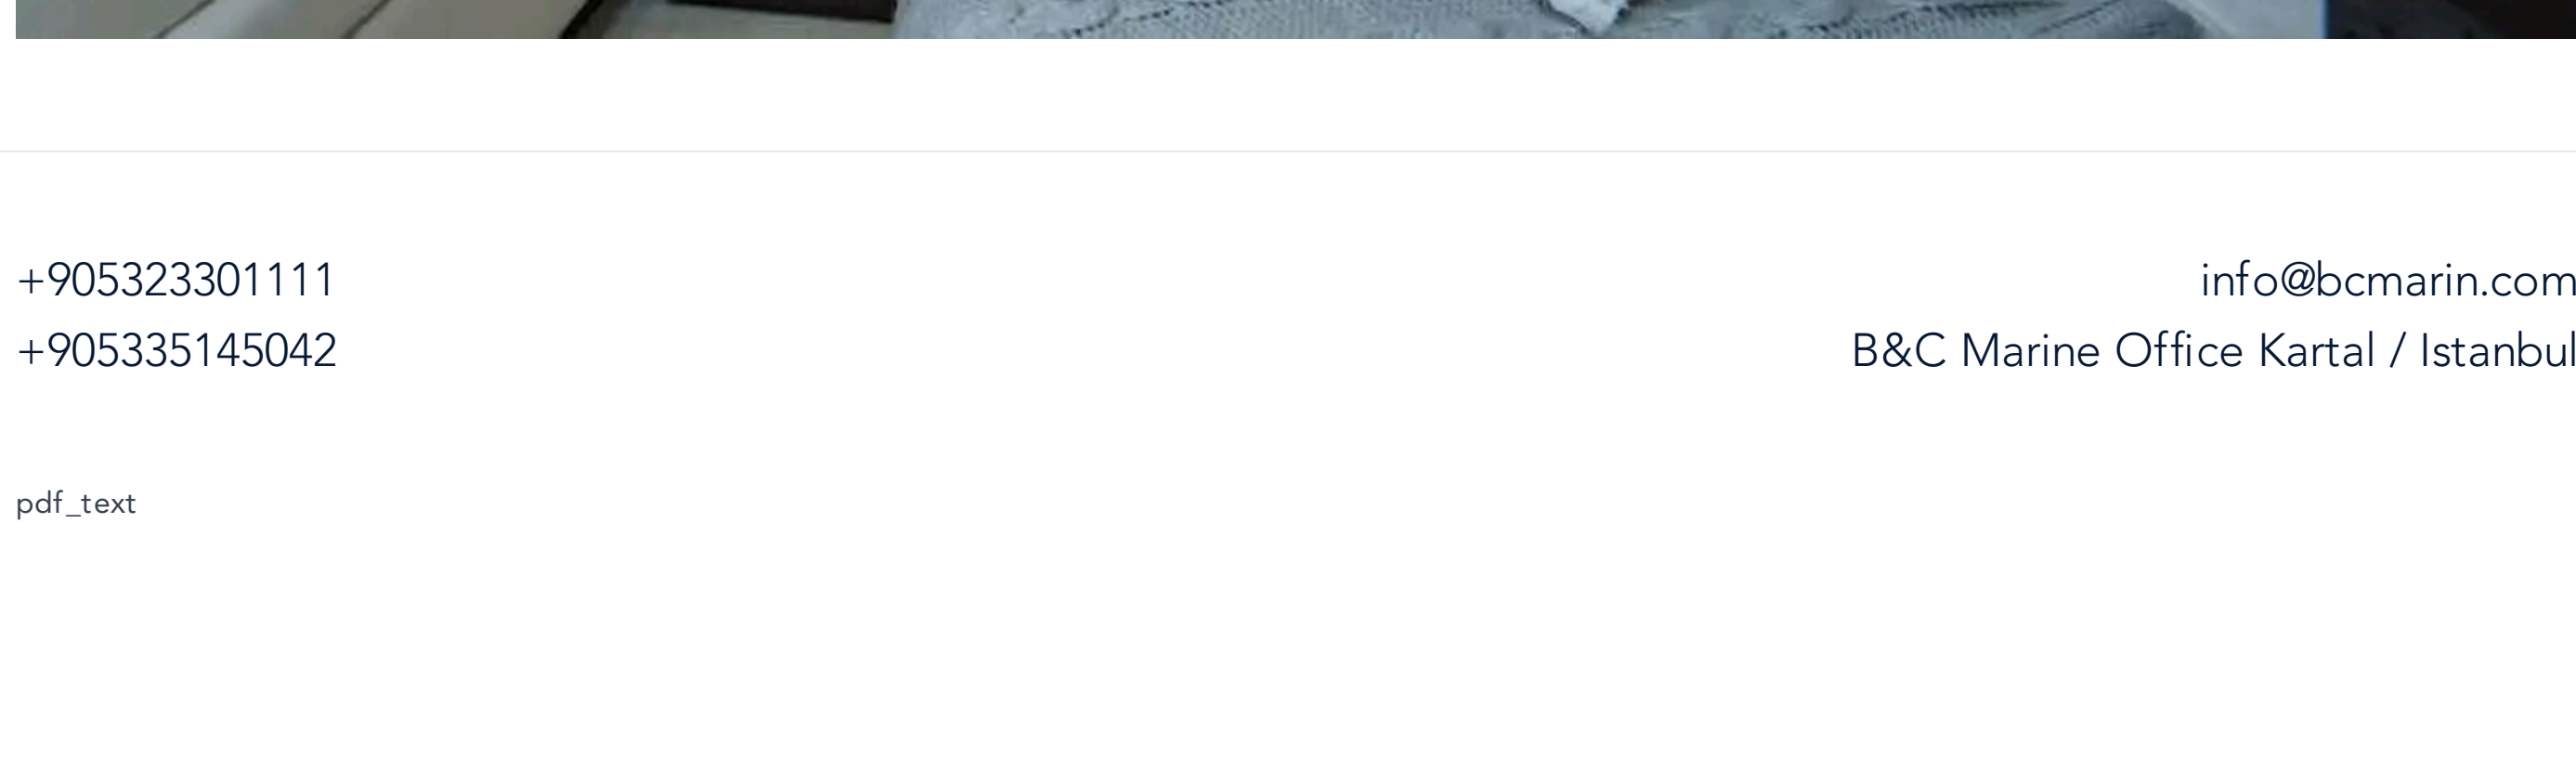 +905323301111
+905335145042
info@bcmarin.com
B&C Marine Office Kartal / Istanbul
pdf_text